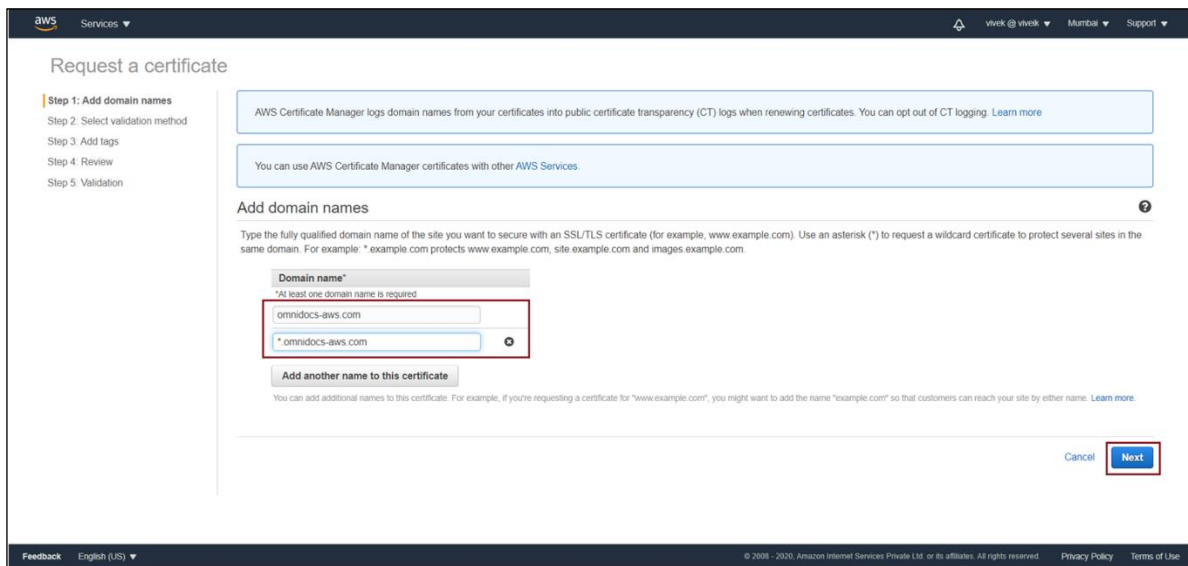 aws Services vivek @ viveik Mumbai Support
Request a certificate
Step 1: Add domain names
Step 2: Select validation method
Step 3: Add tags
Step 4: Review
Step 5: Validation
AWS Certificate Manager logs domain names from your certificates into public certificate transparency (CT) logs when renewing certificates. You can opt out of CT logging. Learn more
You can use AWS Certificate Manager certificates with other AWS Services.
Add domain names
Type the fully qualified domain name of the site you want to secure with an SSL/TLS certificate (for example, www.example.com). Use an asterisk (*) to request a wildcard certificate to protect several sites in the
same domain. For example: *.example.com protects www.example.com, site.example.com and images.example.com.
Domain name*
*At least one domain name is required
omnidocs-aws.com
*.omnidocs-aws.com
Add another name to this certificate
You can add additional names to this certificate. For example, if you're requesting a certificate for "www.example.com", you might want to add the name "example.com" so that customers can reach your site by either name. Learn more.
Cancel Next
Feedback English (US) © 2008 - 2020, Amazon Internet Services Private Ltd. or its affiliates. All rights reserved. Privacy Policy Terms of Use